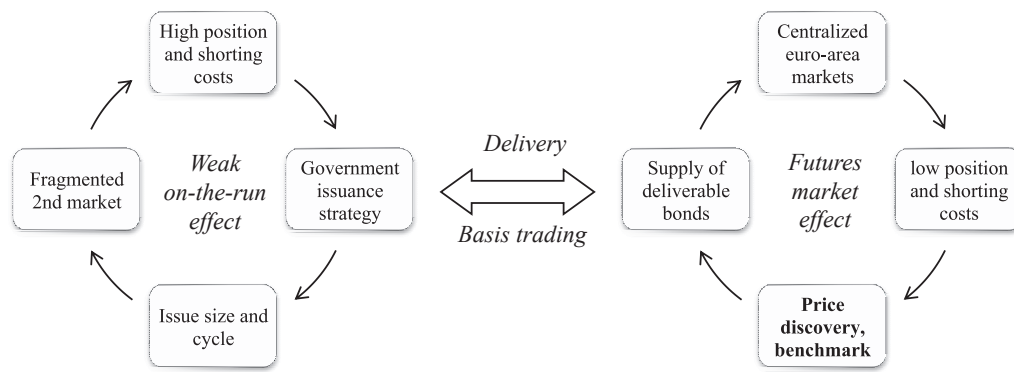 High position
and shorting
costs
Fragmented
2nd market
Weak
on-the-run
effect
Government
issuance
strategy
Issue size and
cycle
Delivery
Basis trading
Centralized
euro-area
markets
Supply of
deliverable
bonds
Futures
market
effect
low position
and shorting
costs
Price
discovery,
benchmark